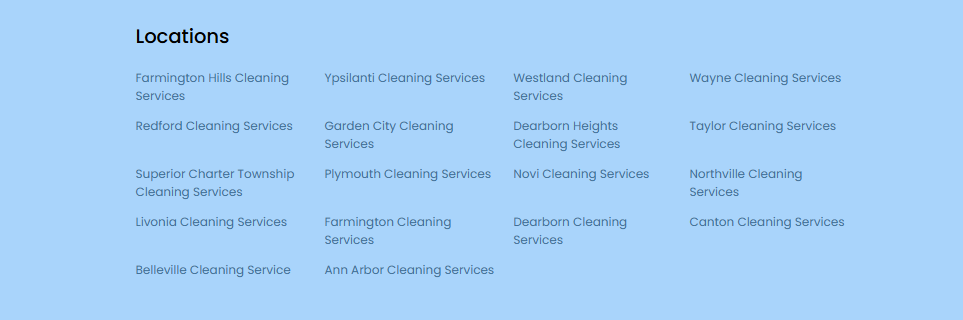 Locations
Farmington Hills Cleaning
Services
Ypsilanti Cleaning Services
Westland Cleaning
Services
Wayne Cleaning Services
Redford Cleaning Services
Garden City Cleaning
Services
Dearborn Heights
Cleaning Services
Taylor Cleaning Services
Superior Charter Township
Cleaning Services
Plymouth Cleaning Services
Novi Cleaning Services
Northville Cleaning
Services
Livonia Cleaning Services
Farmington Cleaning
Services
Dearborn Cleaning
Services
Canton Cleaning Services
Belleville Cleaning Service
Ann Arbor Cleaning Services